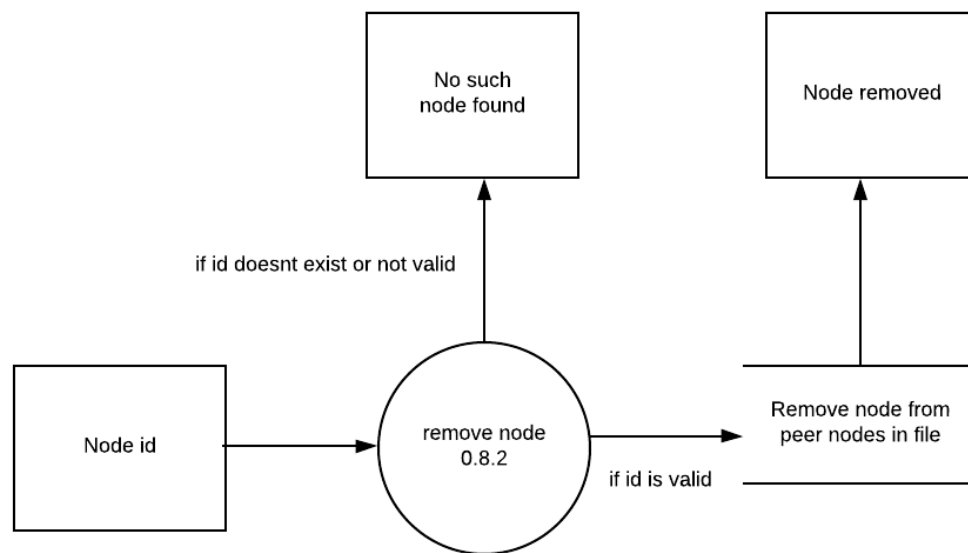 No such
node found
Node removed
if id doesnt exist or not valid
Node id
remove node
0.8.2
if id is valid
Remove node from
peer nodes in file